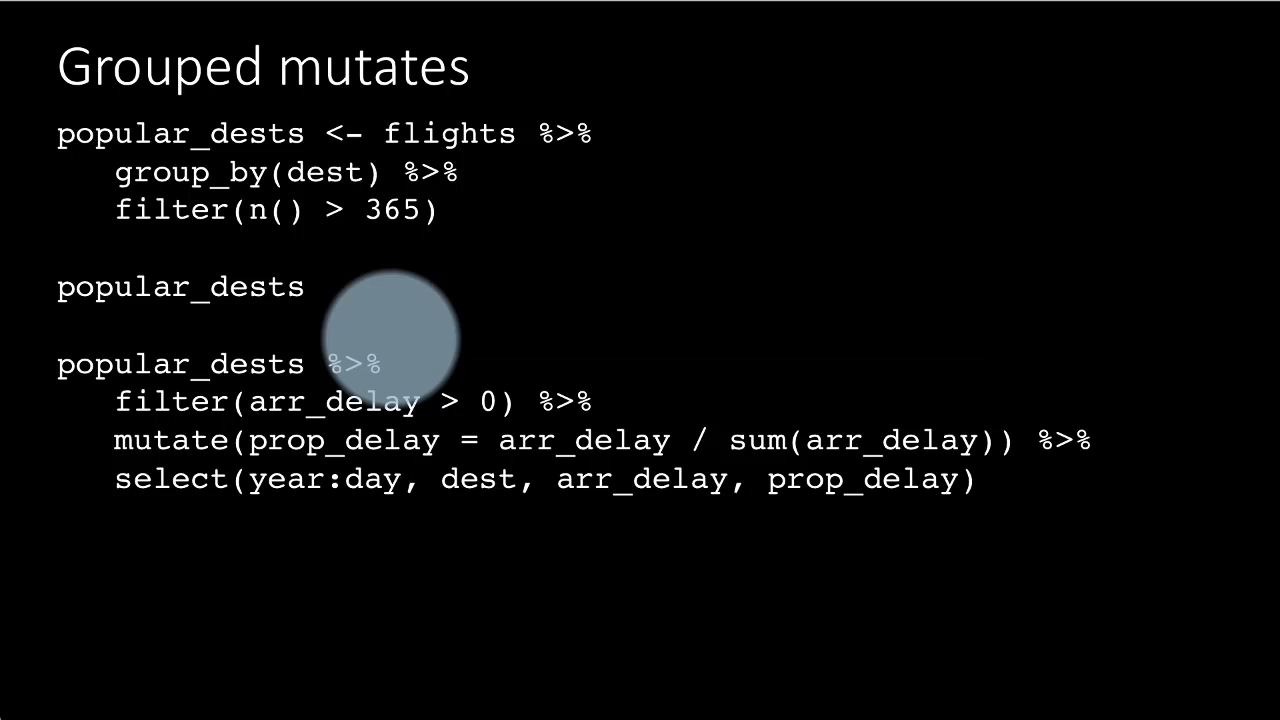 Grouped mutates
popular_dests <- flights %>%
group_by(dest) %>%
filter(n() > 365)
popular_dests
popular_dests %>%
filter(arr_delay > 0) %>%
mutate(prop_delay = arr_delay / sum(arr_delay)) %>%
select(year:day, dest, arr_delay, prop_delay)